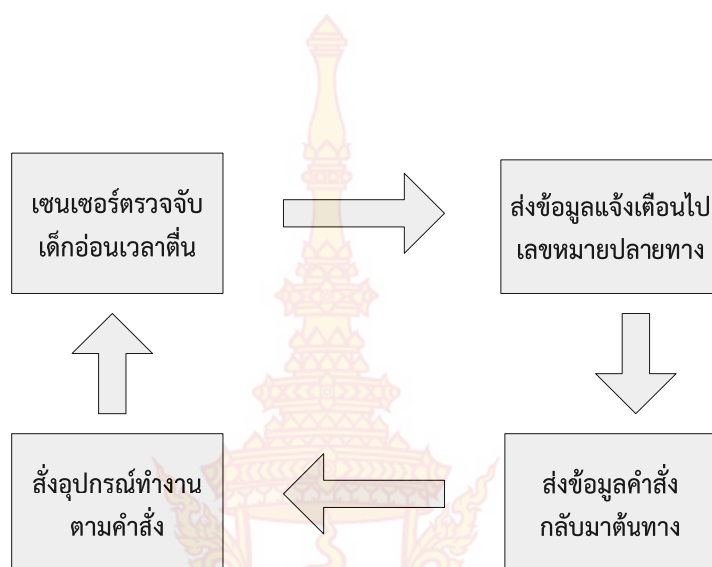 เซนเซอร์ตรวจจับ
เด็กอ่อนเวลาตื่น
ส่งข้อมูลแจ้งเตือนไป
เลขหมายปลายทาง
ส่งข้อมูลคำสั่ง
กลับมาต้นทาง
สั่งอุปกรณ์ทำงาน
ตามคำสั่ง